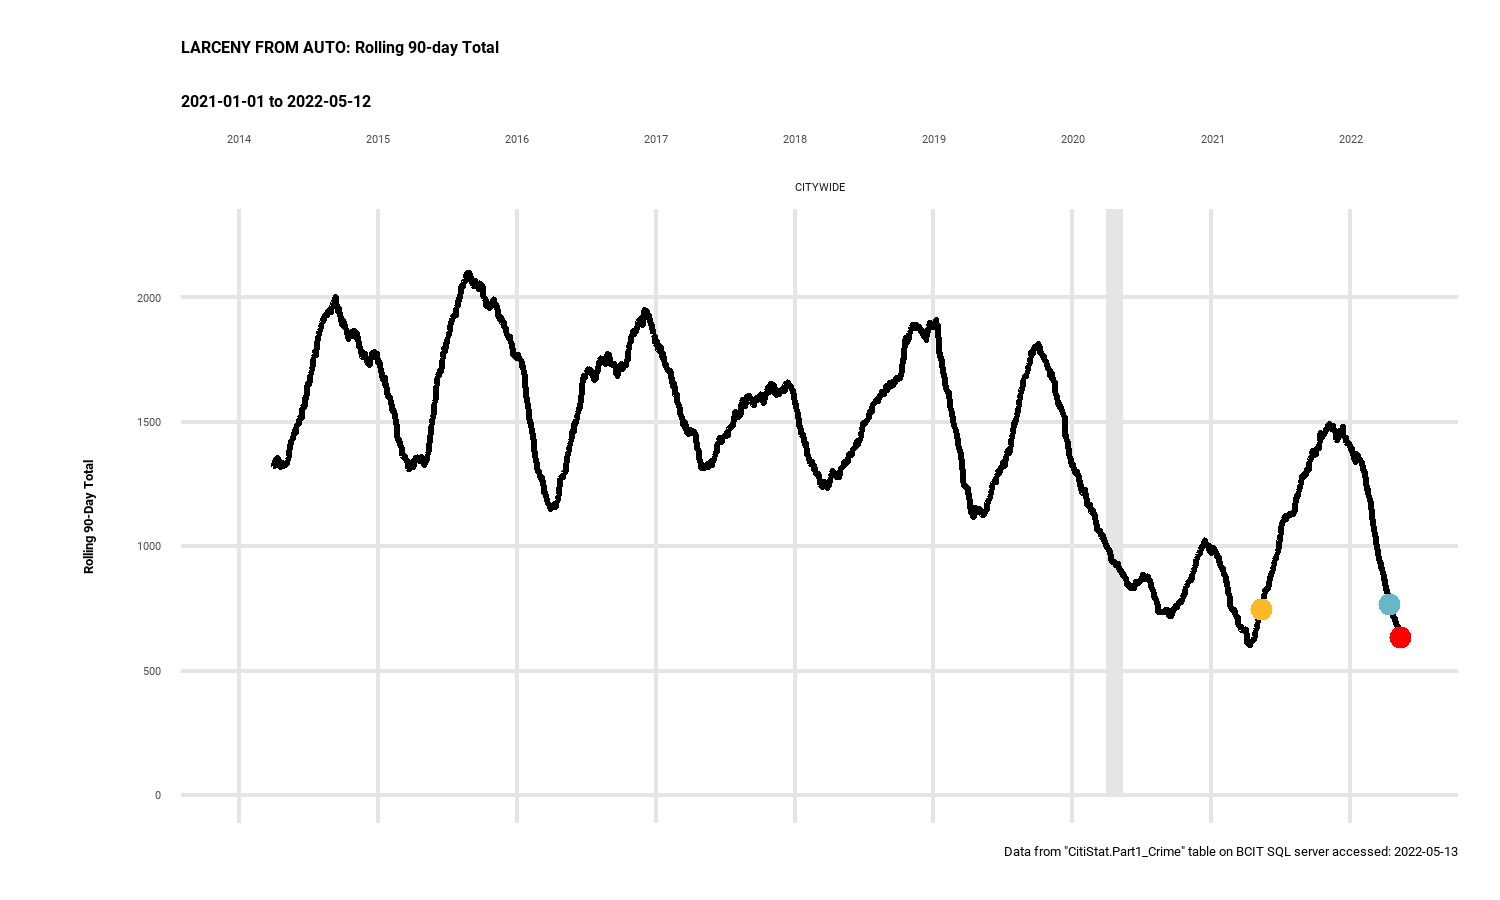 LARCENY FROM AUTO: Rolling 90-day Total
2021-01-01 to 2022-05-12
2014 2015 2016 2017 2018 2019 2020 2021 2022
CITYWIDE
2000
1500
1000
500
0
Rolling 90-Day Total
Data from "CitiStat.Part1_Crime" table on BCIT SQL server accessed: 2022-05-13